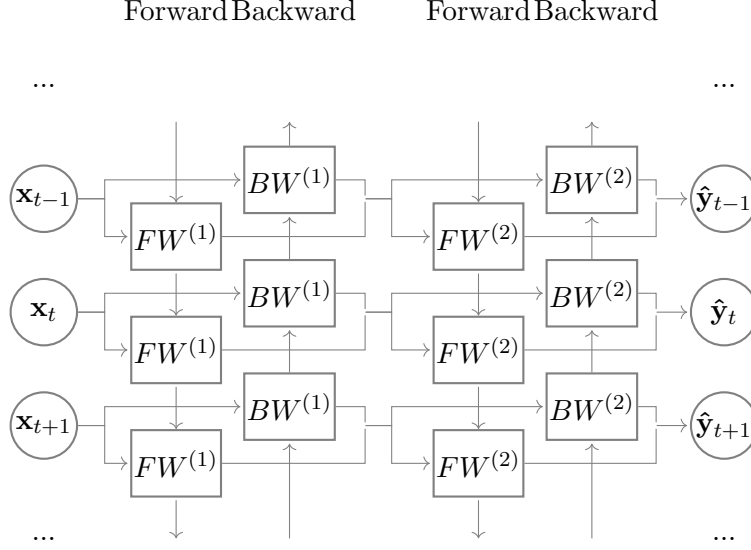 Forward Backward Forward Backward
... ...
BW^{(1)} BW^{(2)}
x_{t-1} ŷ_{t-1}
FW^{(1)} FW^{(2)}
BW^{(1)} BW^{(2)}
x_t ŷ_t
FW^{(1)} FW^{(2)}
BW^{(1)} BW^{(2)}
x_{t+1} ŷ_{t+1}
FW^{(1)} FW^{(2)}
... ...